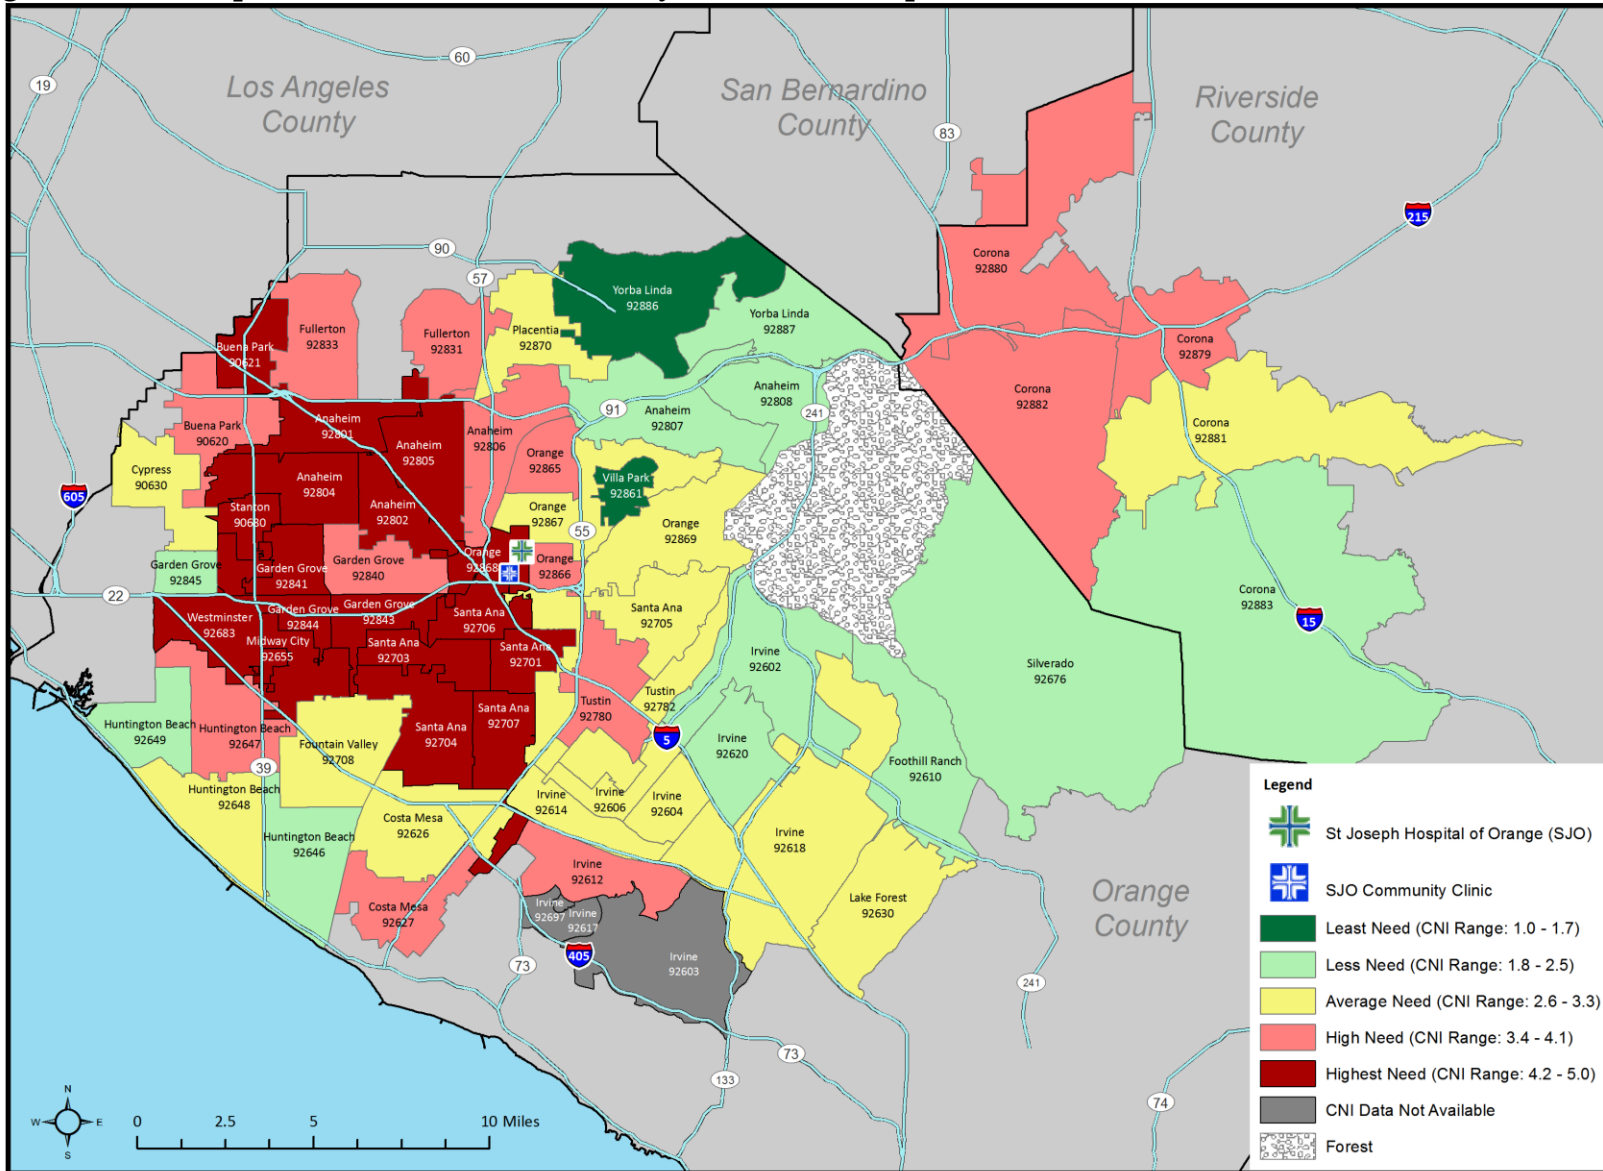 Los Angeles
County
San Bernardino
County
Riverside
County
60
19
83
215
90
57
Corona
92880
Yorba Linda
92886
Yorba Linda
92887
Fullerton
92833
Fullerton
92831
Placentia
92870
Buena Park
90621
Corona
92879
Corona
92882
Anaheim
92808
Anaheim
92807
91
241
Buena Park
90620
Anaheim
92801
Anaheim
92805
Anaheim
92806
Orange
92865
Corona
92881
Cypress
90630
605
Anaheim
92804
Anaheim
92802
Villa Park
92861
Stanton
90680
Orange
92867
55
Orange
92869
Garden Grove
92845
Garden Grove
92841
Garden Grove
92840
Orange
92868
Orange
92866
22
Corona
92883
15
Westminster
92683
Garden Grove
92844
Garden Grove
92843
Santa Ana
92706
Santa Ana
92705
Midway City
92655
Santa Ana
92703
Santa Ana
92701
Irvine
92602
Silverado
92676
Huntington Beach
92649
Huntington Beach
92647
Santa Ana
92704
Santa Ana
92707
Tustin
92780
Tustin
92782
5
Irvine
92620
Fountain Valley
92708
Foothill Ranch
92610
39
Huntington Beach
92648
Irvine
92614
Irvine
92606
Irvine
92604
Costa Mesa
92626
Huntington Beach
92646
Irvine
92618
Irvine
92612
Costa Mesa
92627
Irvine
92697
Irvine
92617
Lake Forest
92630
Orange
County
405
Irvine
92603
73
241
73
133
74
Legend
St Joseph Hospital of Orange (SJO)
SJO Community Clinic
Least Need (CNI Range: 1.0 - 1.7)
Less Need (CNI Range: 1.8 - 2.5)
Average Need (CNI Range: 2.6 - 3.3)
High Need (CNI Range: 3.4 - 4.1)
Highest Need (CNI Range: 4.2 - 5.0)
CNI Data Not Available
Forest
N
W E
S
0 2.5 5 10 Miles